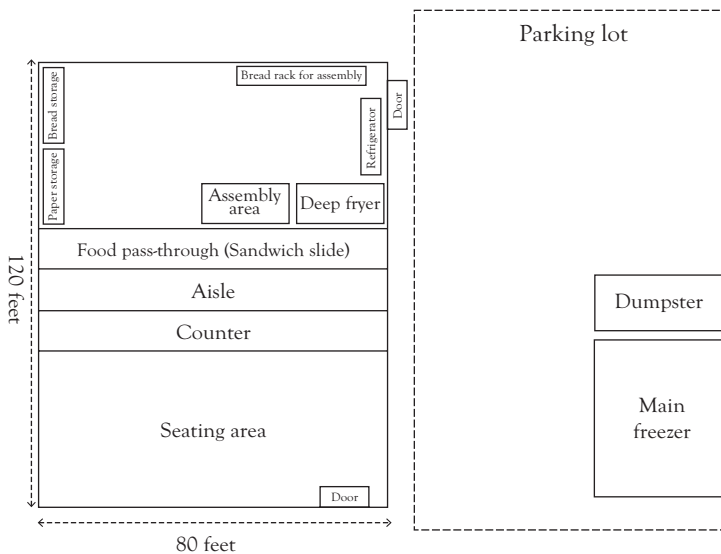 Parking lot
Bread rack for assembly
Bread storage
Door
Refrigerator
Paper storage
Assembly
area
Deep fryer
Food pass-through (Sandwich slide)
120 feet
Aisle
Dumpster
Counter
Main
freezer
Seating area
Door
80 feet